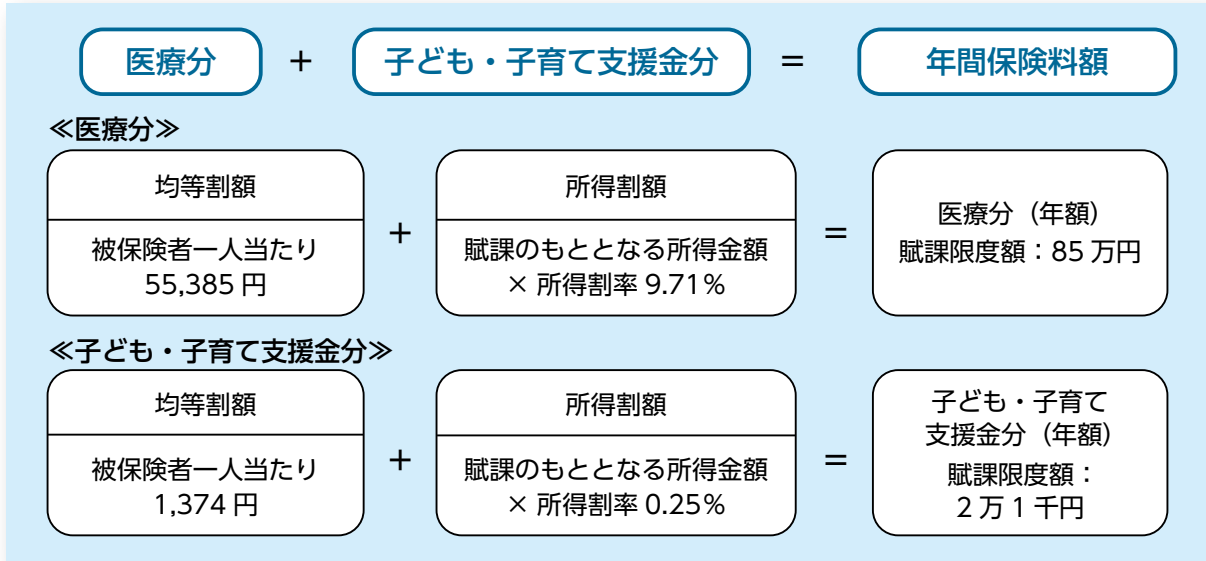 医療分 + 子ども・子育て支援金分 = 年間保険料額
≪医療分≫
均等割額
被保険者一人当たり
55,385 円
+
所得割額
賦課のもととなる所得金額
× 所得割率 9.71%
=
医療分（年額）
賦課限度額：85 万円
≪子ども・子育て支援金分≫
均等割額
被保険者一人当たり
1,374 円
+
所得割額
賦課のもととなる所得金額
× 所得割率 0.25%
=
子ども・子育て
支援金分（年額）
賦課限度額：
2 万 1 千円